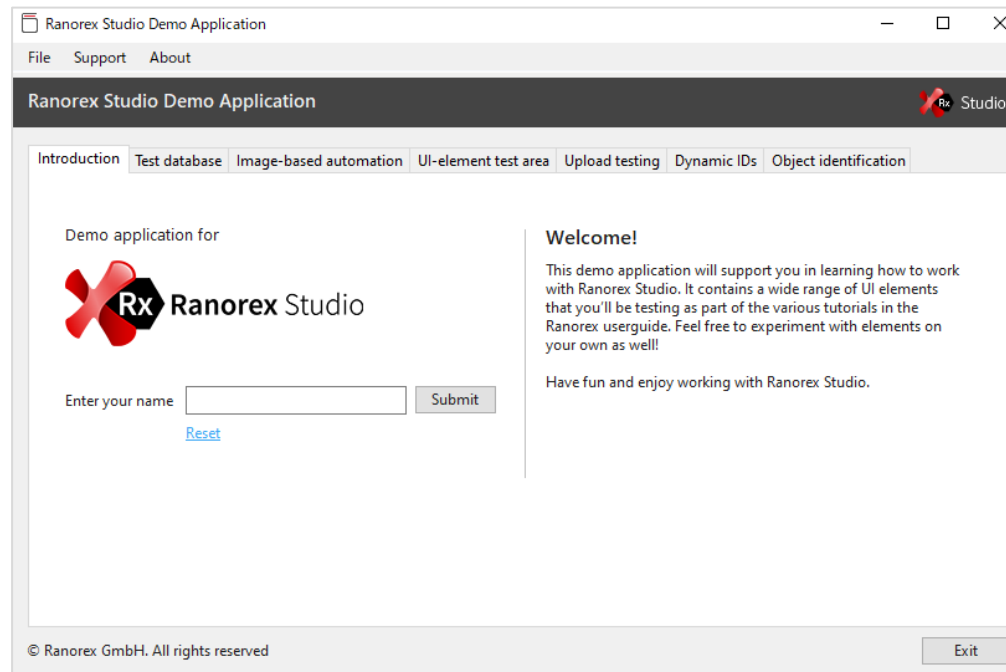 Ranorex Studio Demo Application
File Support About
Ranorex Studio Demo Application
Rx Studio
Introduction Test database Image-based automation UI-element test area Upload testing Dynamic IDs Object identification
Demo application for
Rx Ranorex Studio
Enter your name Submit
Reset
Welcome!
This demo application will support you in learning how to work
with Ranorex Studio. It contains a wide range of UI elements
that you'll be testing as part of the various tutorials in the
Ranorex userguide. Feel free to experiment with elements on
your own as well!
Have fun and enjoy working with Ranorex Studio.
© Ranorex GmbH. All rights reserved
Exit